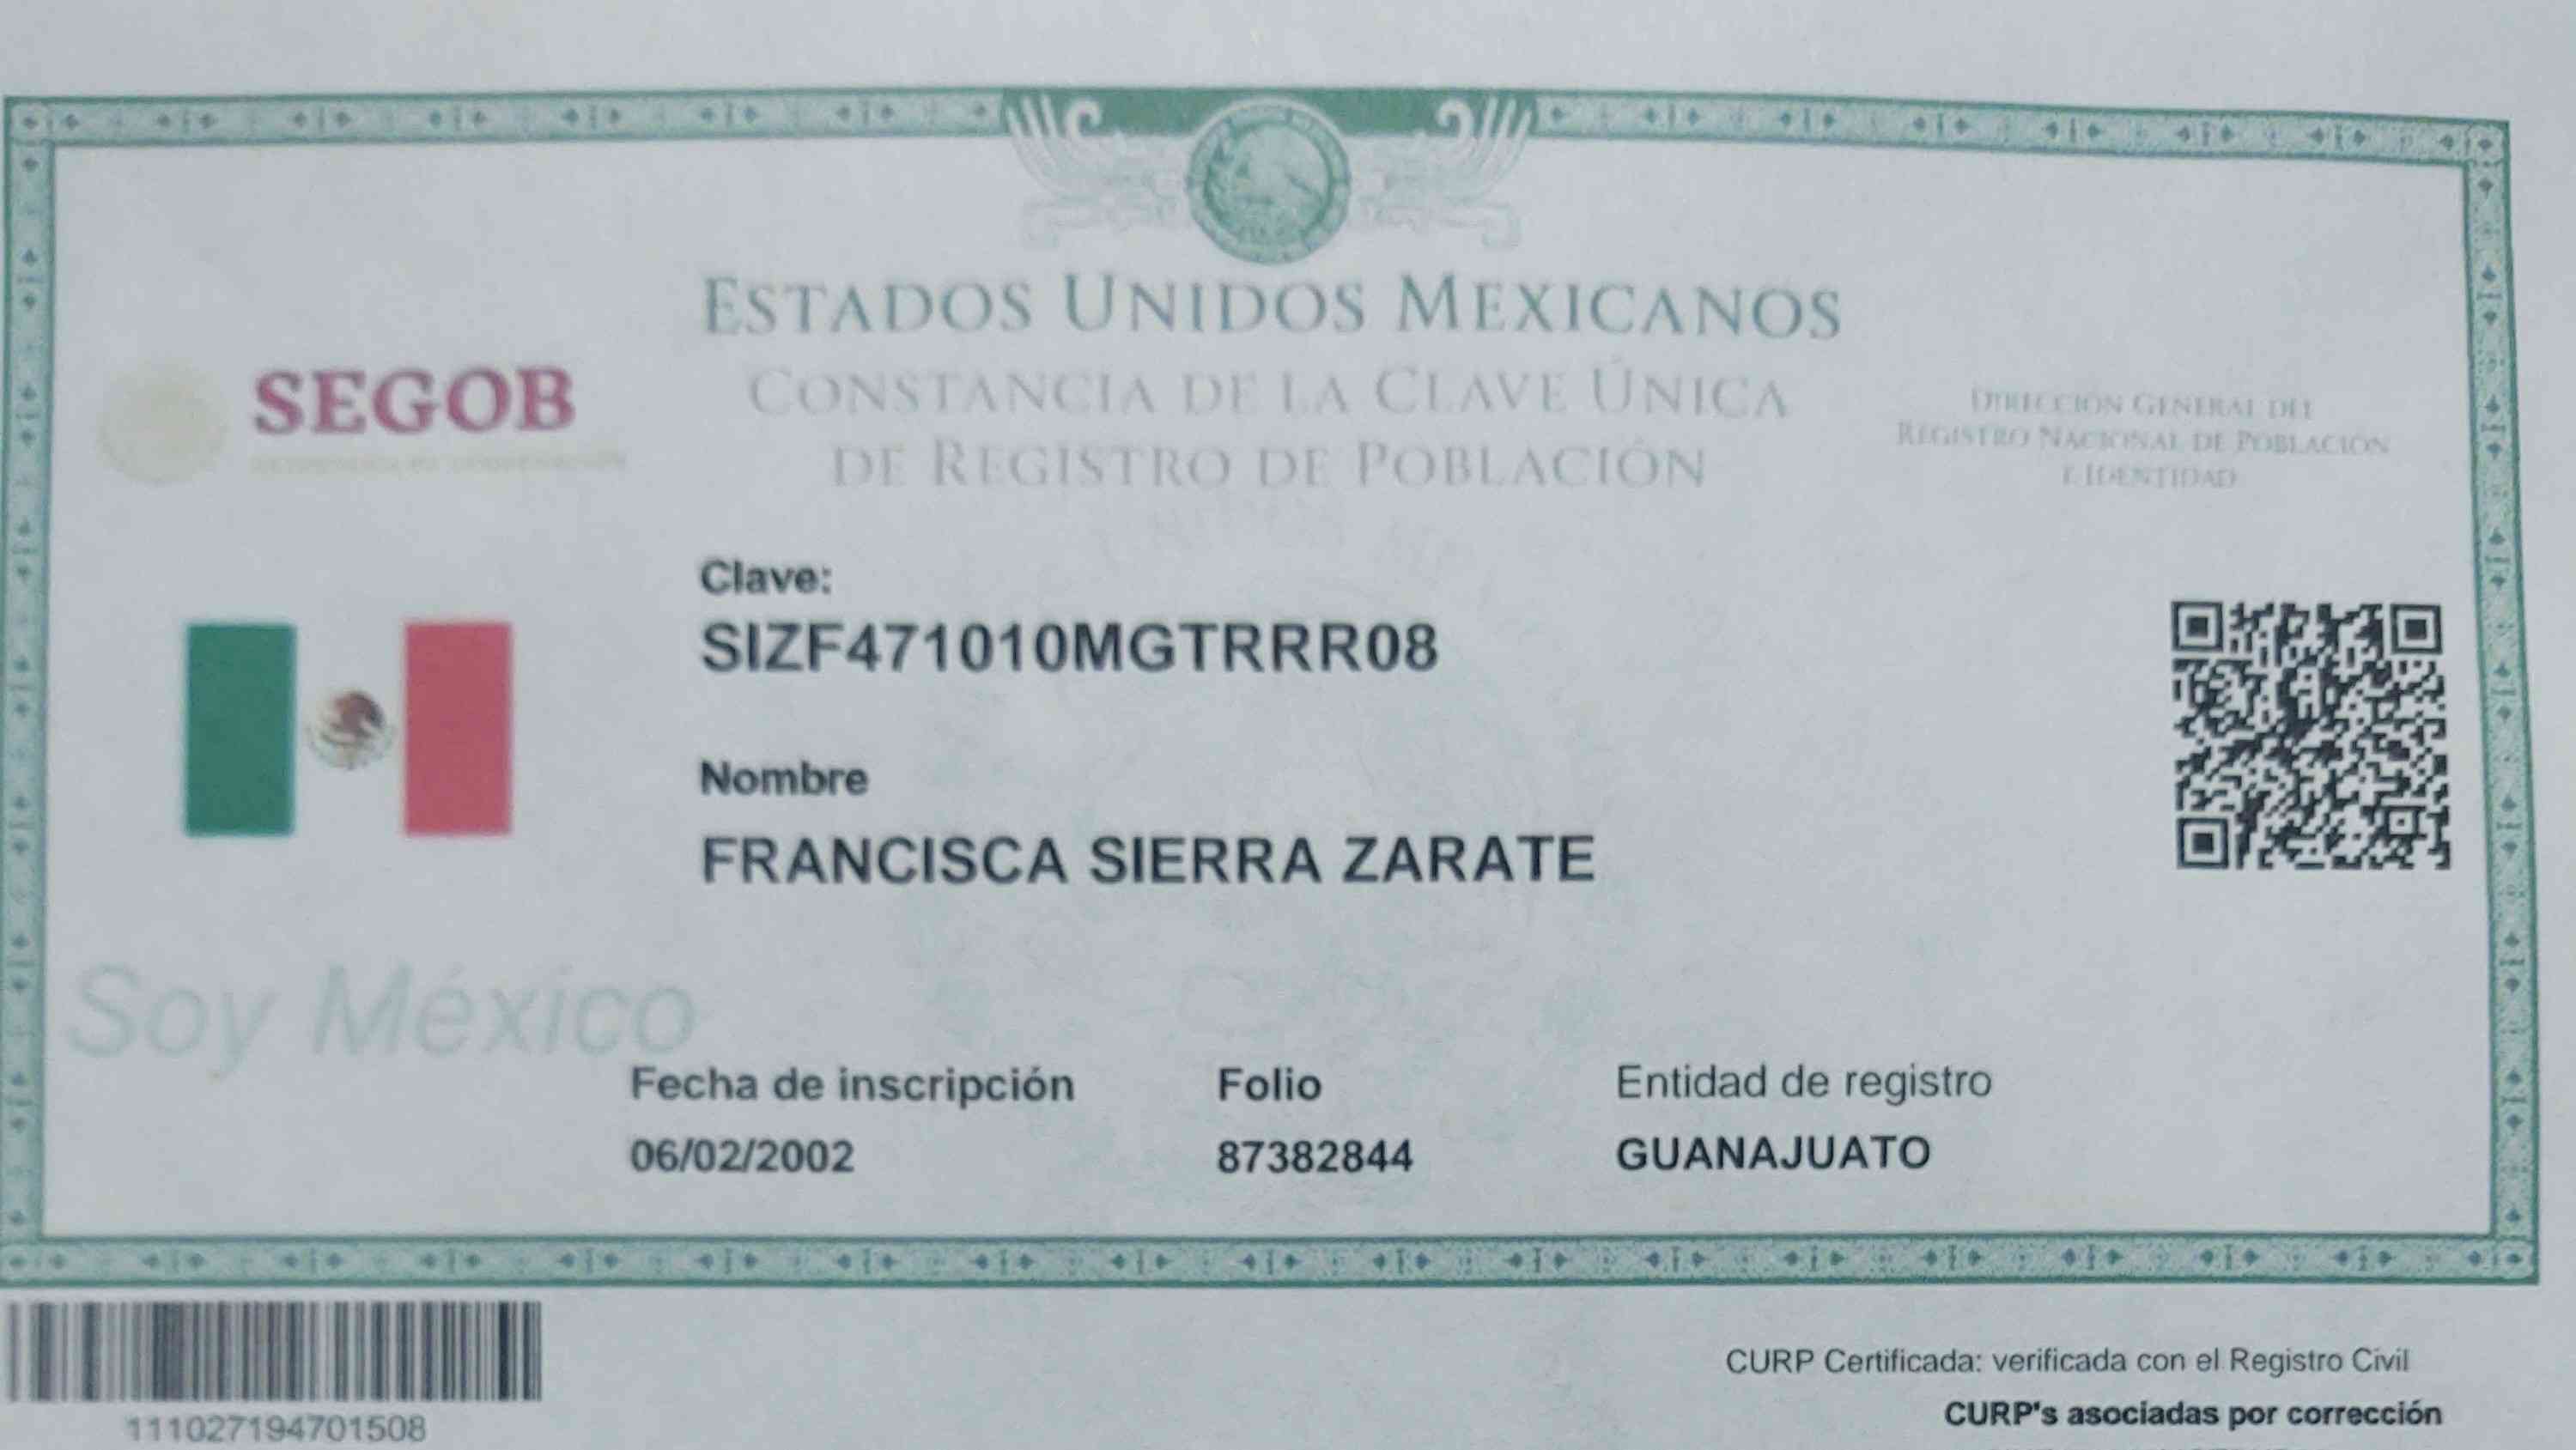 ESTADOS UNIDOS MEXICANOS
CONSTANCIA DE LA CLAVE ÚNICA
DE REGISTRO DE POBLACIÓN
SEGOB
DIRECCIÓN GENERAL DEL
REGISTRO NACIONAL DE POBLACIÓN
E IDENTIDAD
Clave:
SIZF471010MGTRRR08
Nombre
FRANCISCA SIERRA ZARATE
Soy México
Fecha de inscripción
Folio
Entidad de registro
06/02/2002
87382844
GUANAJUATO
111027194701508
CURP Certificada: verificada con el Registro Civil
CURP's asociadas por corrección